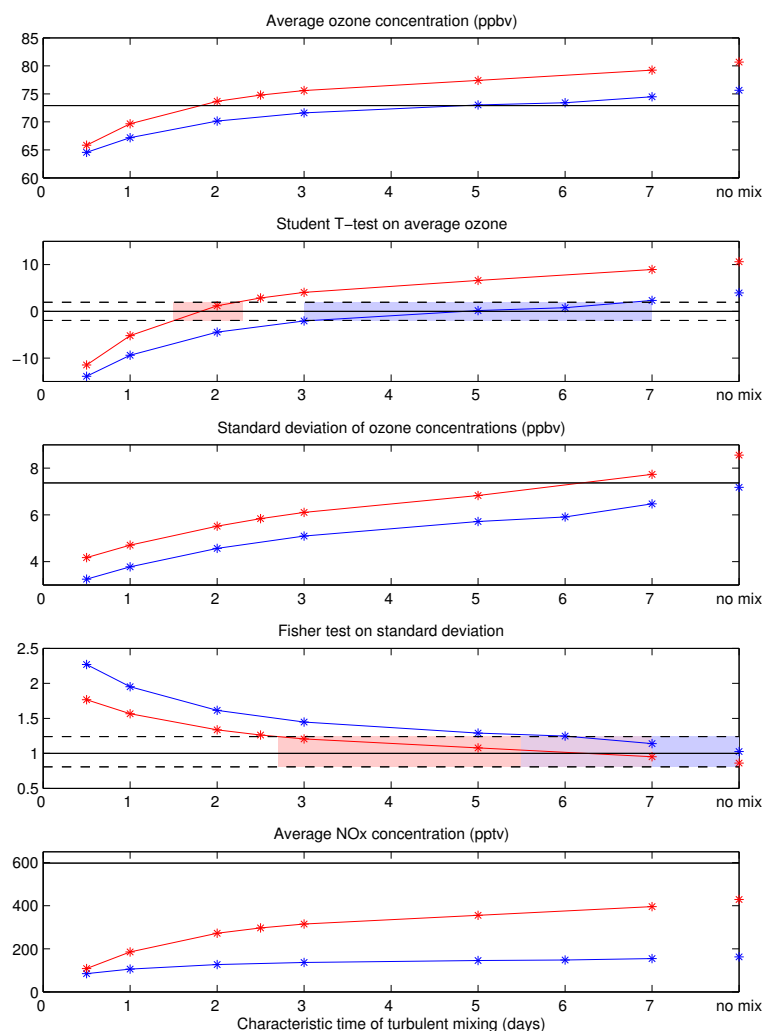 Average ozone concentration (ppbv)
85
80
75
70
65
60
0 1 2 3 4 5 6 7 no mix
Student T−test on average ozone
10
0
−10
0 1 2 3 4 5 6 7 no mix
Standard deviation of ozone concentrations (ppbv)
8
6
4
0 1 2 3 4 5 6 7 no mix
Fisher test on standard deviation
2.5
2
1.5
1
0.5
0 1 2 3 4 5 6 7 no mix
Average NOx concentration (pptv)
600
400
200
0
0 1 2 3 4 5 6 7 no mix
Characteristic time of turbulent mixing (days)